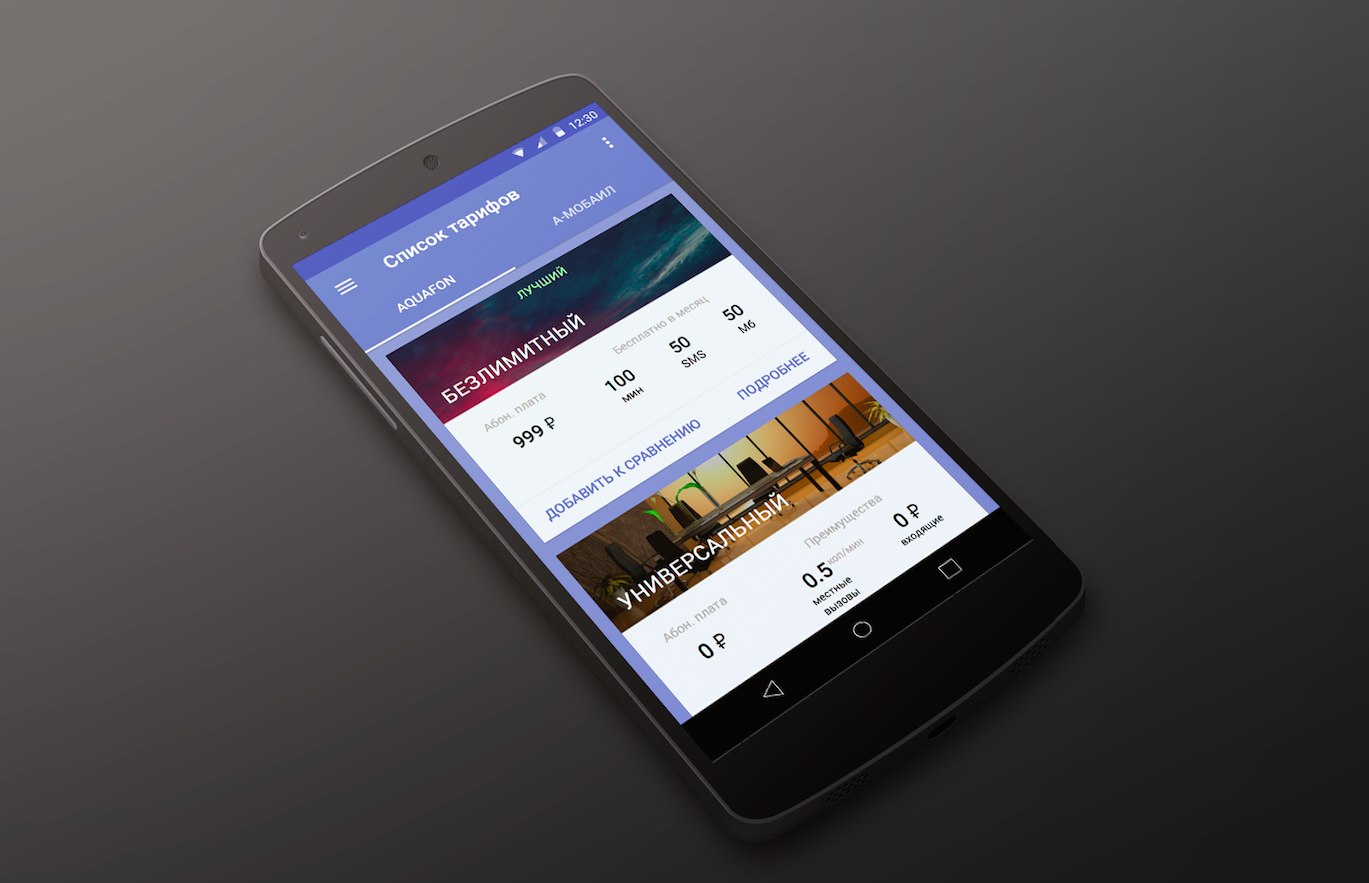 12:30
Список тарифов
AQUAFON
А-МОБАИЛ
ЛУЧШИЙ
БЕЗЛИМИТНЫЙ
Абон. плата
Бесплатно в месяц
999 ₽
100
мин
50
SMS
50
Мб
ДОБАВИТЬ К СРАВНЕНИЮ
ПОДРОБНЕЕ
УНИВЕРСАЛЬНЫЙ
Абон. плата
Преимущества
0 ₽
0.5 коп/мин
местные
вызовы
0 ₽
входящие